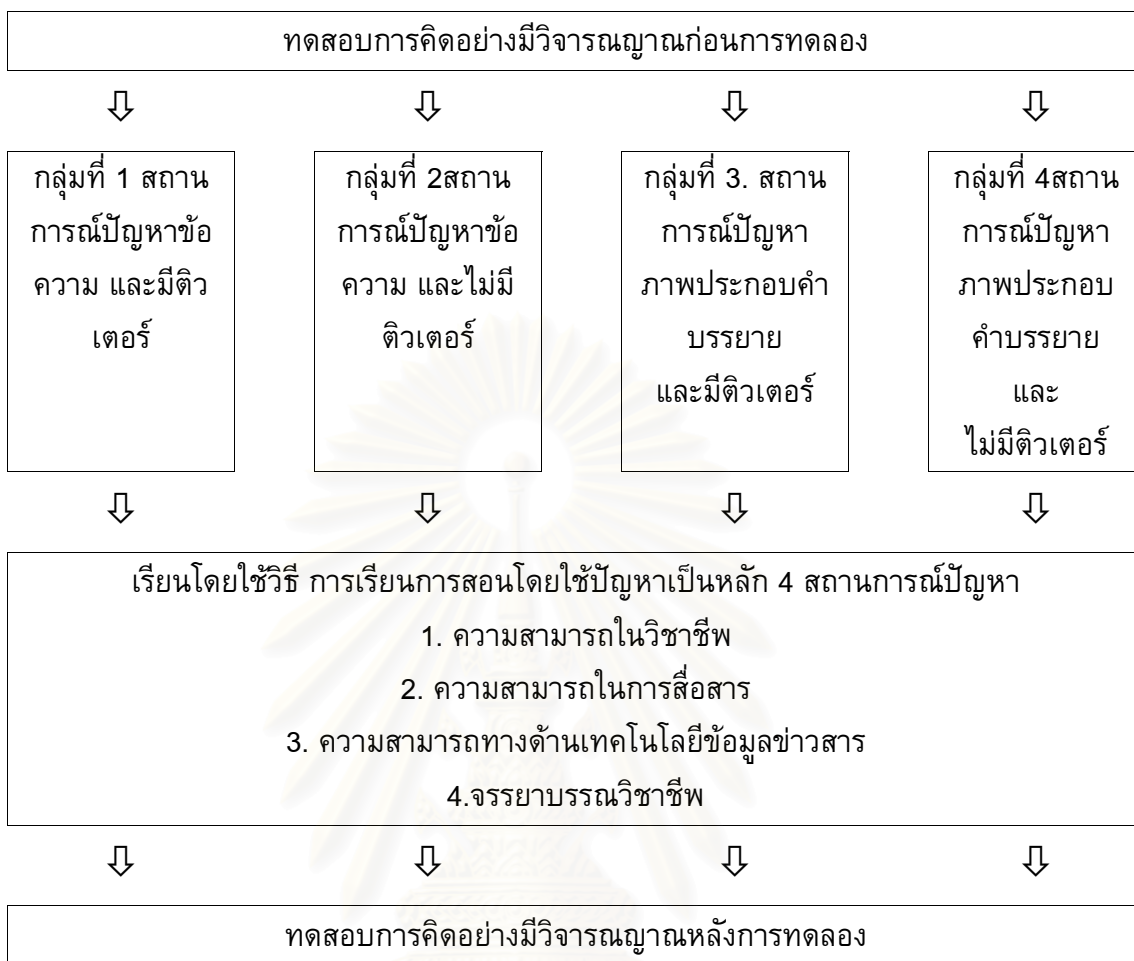 ทดสอบการคิดอย่างมีวิจารณญาณก่อนการทดลอง
กลุ่มที่ 1 สถาน
การณ์ปัญหาข้อ
ความ และมีติว
เตอร์
กลุ่มที่ 2สถาน
การณ์ปัญหาข้อ
ความ และไม่มี
ติวเตอร์
กลุ่มที่ 3. สถาน
การณ์ปัญหา
ภาพประกอบคำ
บรรยาย
และมีติวเตอร์
กลุ่มที่ 4สถาน
การณ์ปัญหา
ภาพประกอบ
คำบรรยาย
และ
ไม่มีติวเตอร์
เรียนโดยใช้วิธี การเรียนการสอนโดยใช้ปัญหาเป็นหลัก 4 สถานการณ์ปัญหา
1. ความสามารถในวิชาชีพ
2. ความสามารถในการสื่อสาร
3. ความสามารถทางด้านเทคโนโลยีข้อมูลข่าวสาร
4.จรรยาบรรณวิชาชีพ
ทดสอบการคิดอย่างมีวิจารณญาณหลังการทดลอง